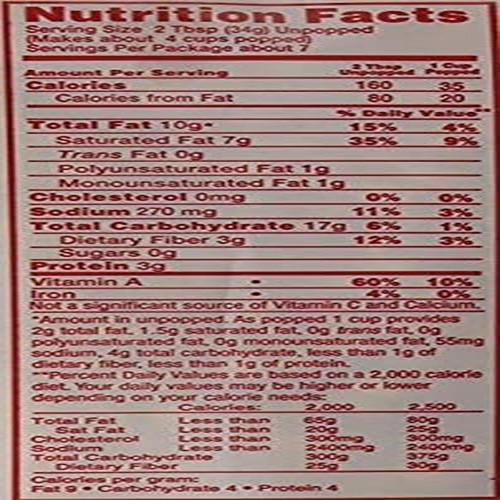 Nutrition Facts
Serving Size 2 Tbsp (34g) Unpopped
(Makes about 4 cups popped)
Servings Per Package about 7
Amount Per Serving 2 Tbsp Unpopped 1 Cup Popped
Calories 160 35
Calories from Fat 80 20
% Daily Value**
Total Fat 10g* 15% 4%
Saturated Fat 7g 35% 9%
Trans Fat 0g
Polyunsaturated Fat 1g
Monounsaturated Fat 1g
Cholesterol 0mg 0% 0%
Sodium 270 mg 11% 3%
Total Carbohydrate 17g 6% 1%
Dietary Fiber 3g 12% 3%
Sugars 0g
Protein 3g
Vitamin A • 60% 10%
Iron • 4% 0%
Not a significant source of Vitamin C and Calcium.
*Amount in unpopped. As popped 1 cup provides
2g total fat, 1.5g saturated fat, 0g trans fat, 0g
polyunsaturated fat, 0g monounsaturated fat, 55mg
sodium, 4g total carbohydrate, less than 1g of
dietary fiber, less than 1g of protein.
Percent Daily Values are based on a 2,000 calorie
diet. Your daily values may be higher or lower
depending on your calorie needs:
Calories: 2,000 2,500
Total Fat Less than 65g 80g
Sat Fat Less than 20g 25g
Cholesterol Less than 300mg 300mg
Sodium Less than 2400mg 2400mg
Total Carbohydrate 300g 375g
Dietary Fiber 25g 30g
Calories per gram:
Fat 9 • Carbohydrate 4 • Protein 4